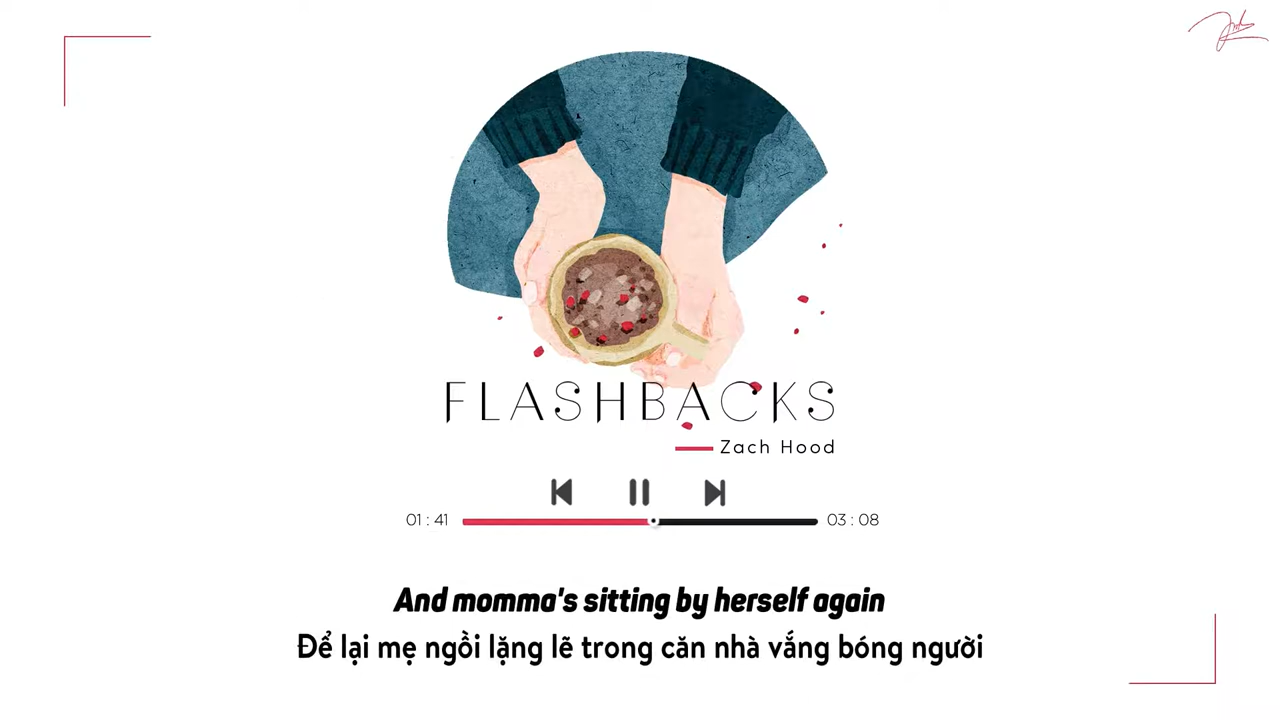 FLASHBACKS
Zach Hood
01 : 41
03 : 08
And momma's sitting by herself again
Để lại mẹ ngồi lặng lẽ trong căn nhà vắng bóng người